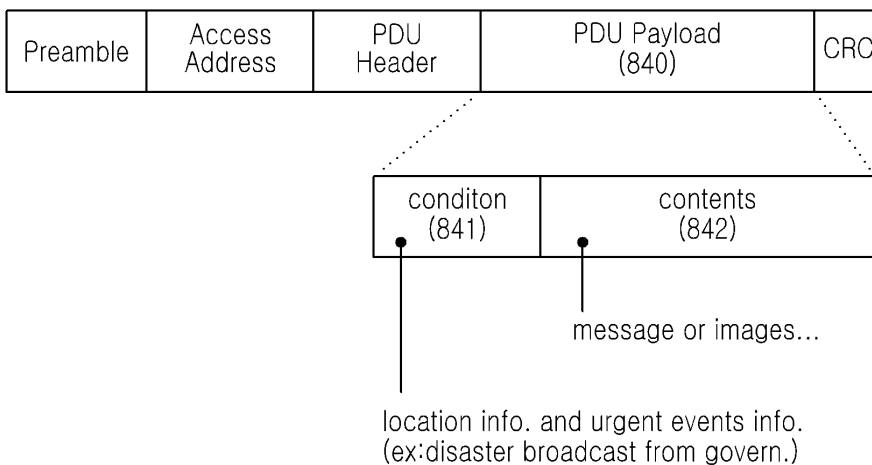 Preamble
Access
Address
PDU
Header
PDU Payload
(840)
CRC
conditon
(841)
contents
(842)
message or images...
location info. and urgent events info.
(ex:disaster broadcast from govern.)